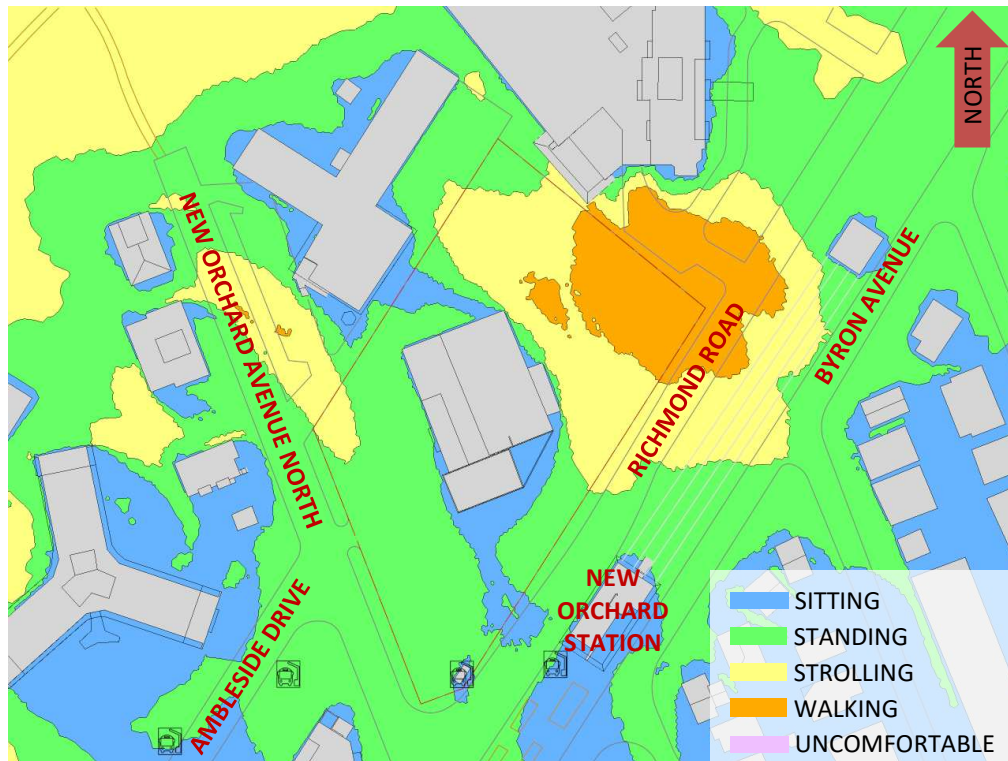 NORTH
NEW ORCHARD AVENUE NORTH
BYRON AVENUE
RICHMOND ROAD
NEW
ORCHARD
STATION
AMBLESIDE DRIVE
SITTING
STANDING
STROLLING
WALKING
UNCOMFORTABLE